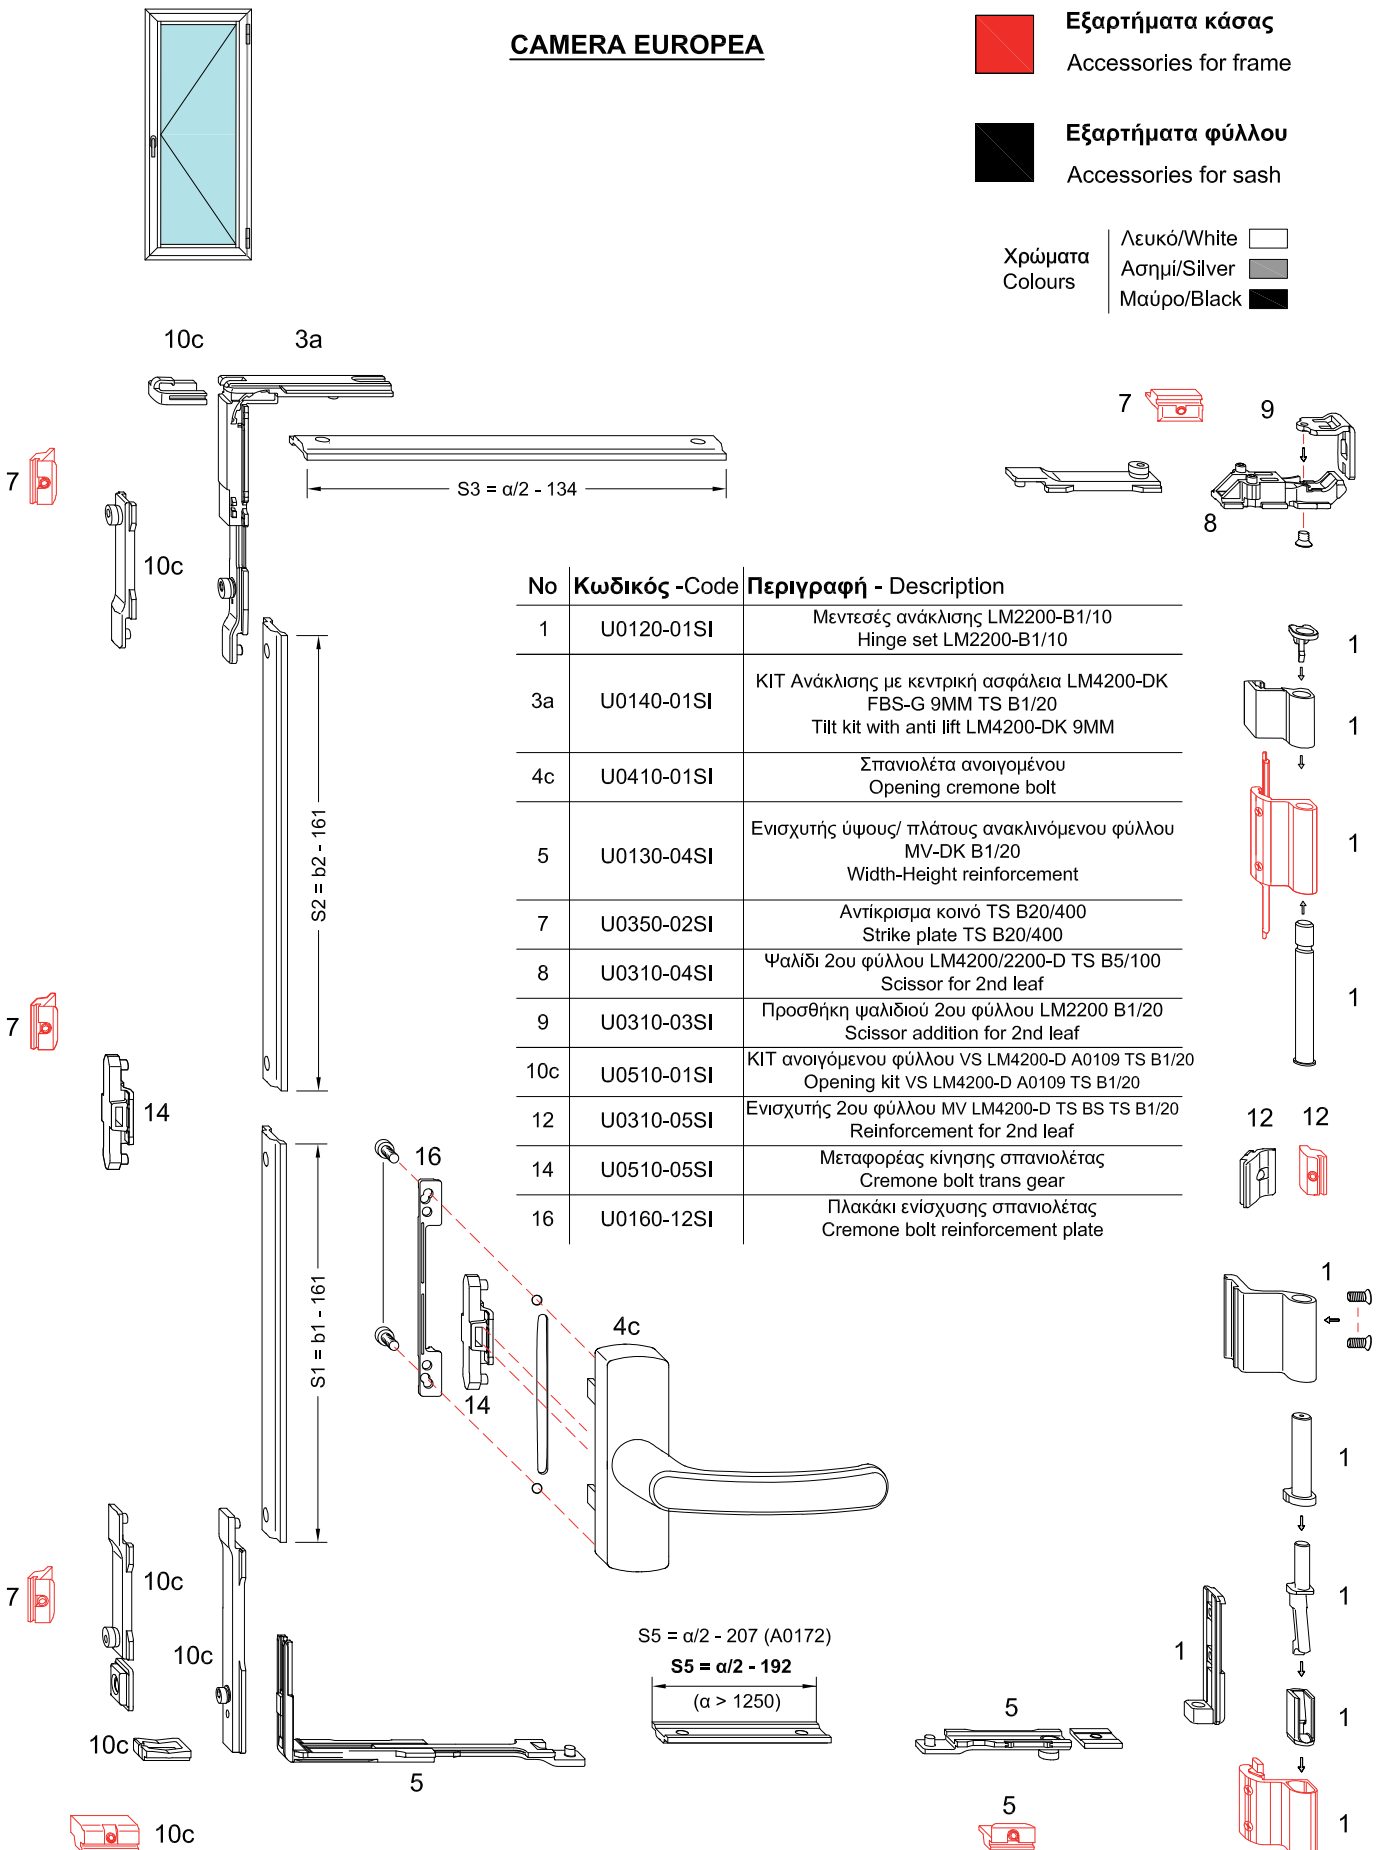 CAMERA EUROPEA
Εξαρτήματα κάσας
Accessories for frame
Εξαρτήματα φύλλου
Accessories for sash
Χρώματα
Colours
Λευκό/White
Ασημί/Silver
Μαύρο/Black
10c
3a
7
9
7
S3 = α/2 - 134
8
10c
No Κωδικός -Code Περιγραφή - Description
1 U0120-01SI Μεντεσές ανάκλισης LM2200-B1/10
Hinge set LM2200-B1/10
3a U0140-01SI ΚΙΤ Ανάκλισης με κεντρική ασφάλεια LM4200-DK
FBS-G 9MM TS B1/20
Tilt kit with anti lift LM4200-DK 9MM
4c U0410-01SI Σπανιολέτα ανοιγομένου
Opening cremone bolt
5 U0130-04SI Ενισχυτής ύψους/ πλάτους ανακλινόμενου φύλλου
MV-DK B1/20
Width-Height reinforcement
7 U0350-02SI Αντίκρισμα κοινό TS B20/400
Strike plate TS B20/400
8 U0310-04SI Ψαλίδι 2ου φύλλου LM4200/2200-D TS B5/100
Scissor for 2nd leaf
9 U0310-03SI Προσθήκη ψαλιδιού 2ου φύλλου LM2200 B1/20
Scissor addition for 2nd leaf
10c U0510-01SI ΚΙΤ ανοιγόμενου φύλλου VS LM4200-D A0109 TS B1/20
Opening kit VS LM4200-D A0109 TS B1/20
12 U0310-05SI Ενισχυτής 2ου φύλλου MV LM4200-D TS BS TS B1/20
Reinforcement for 2nd leaf
14 U0510-05SI Μεταφορέας κίνησης σπανιολέτας
Cremone bolt trans gear
16 U0160-12SI Πλακάκι ενίσχυσης σπανιολέτας
Cremone bolt reinforcement plate
1
1
1
1
S2 = b2 - 161
7
14
12
12
16
1
S1 = b1 - 161
4c
14
1
7
10c
1
10c
1
S5 = α/2 - 207 (A0172)
S5 = α/2 - 192
(α > 1250)
5
1
10c
5
5
10c
1